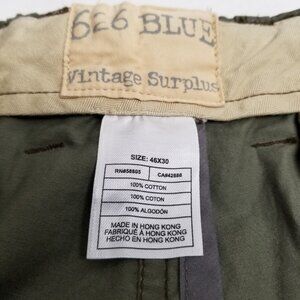 626 BLUE
Vintage Surplus
SIZE: 46X30
RN#58895 CA#42886
100% COTTON
100% COTON
100% ALGODÓN
MADE IN HONG KONG
FABRIQUÉ À HONG KONG
HECHO EN HONG KONG